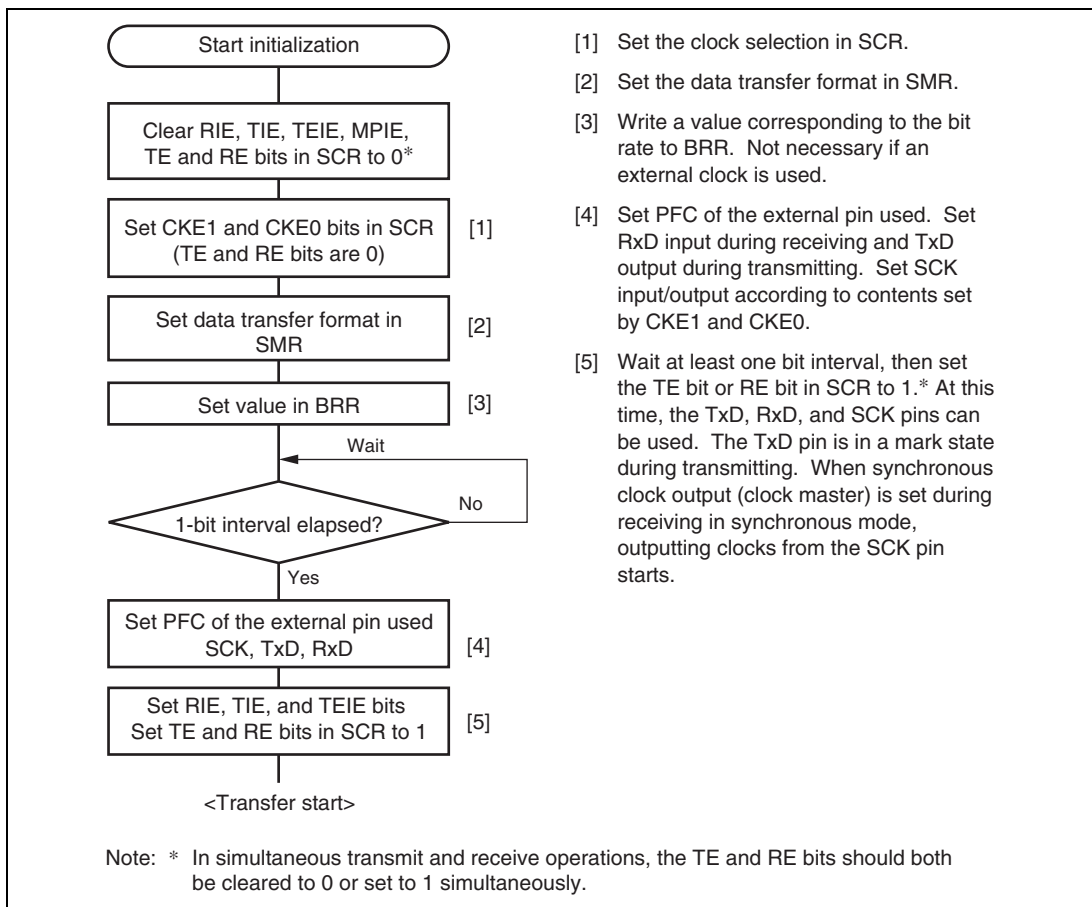 Start initialization
Clear RIE, TIE, TEIE, MPIE,
TE and RE bits in SCR to 0*
Set CKE1 and CKE0 bits in SCR
(TE and RE bits are 0)
[1]
Set data transfer format in
SMR
[2]
Set value in BRR
[3]
Wait
No
1-bit interval elapsed?
Yes
Set PFC of the external pin used
SCK, TxD, RxD
[4]
Set RIE, TIE, and TEIE bits
Set TE and RE bits in SCR to 1
[5]
<Transfer start>
[1] Set the clock selection in SCR.
[2] Set the data transfer format in SMR.
[3] Write a value corresponding to the bit
rate to BRR. Not necessary if an
external clock is used.
[4] Set PFC of the external pin used. Set
RxD input during receiving and TxD
output during transmitting. Set SCK
input/output according to contents set
by CKE1 and CKE0.
[5] Wait at least one bit interval, then set
the TE bit or RE bit in SCR to 1.* At this
time, the TxD, RxD, and SCK pins can
be used. The TxD pin is in a mark state
during transmitting. When synchronous
clock output (clock master) is set during
receiving in synchronous mode,
outputting clocks from the SCK pin
starts.
Note: * In simultaneous transmit and receive operations, the TE and RE bits should both
be cleared to 0 or set to 1 simultaneously.